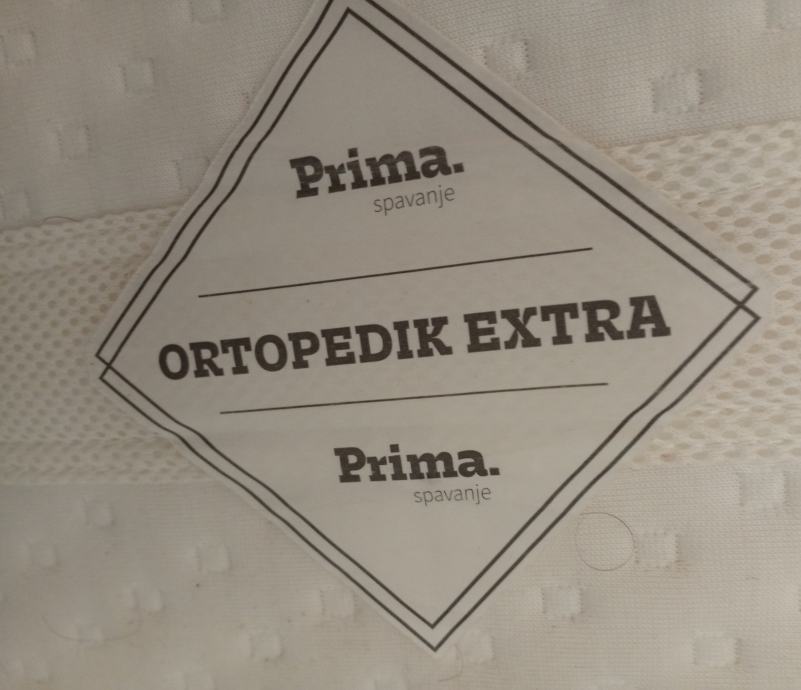 Prima.
spavanje
ORTOPEDIK EXTRA
Prima.
spavanje